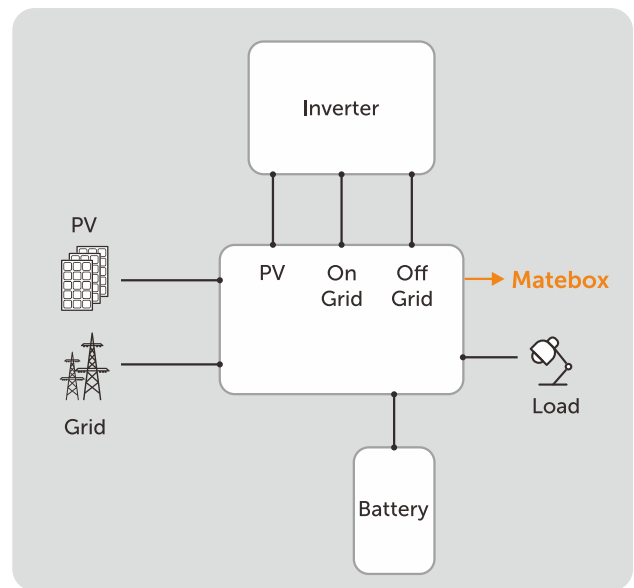 Inverter
PV
PV
On
Grid
Off
Grid
Matebox
Grid
Load
Battery